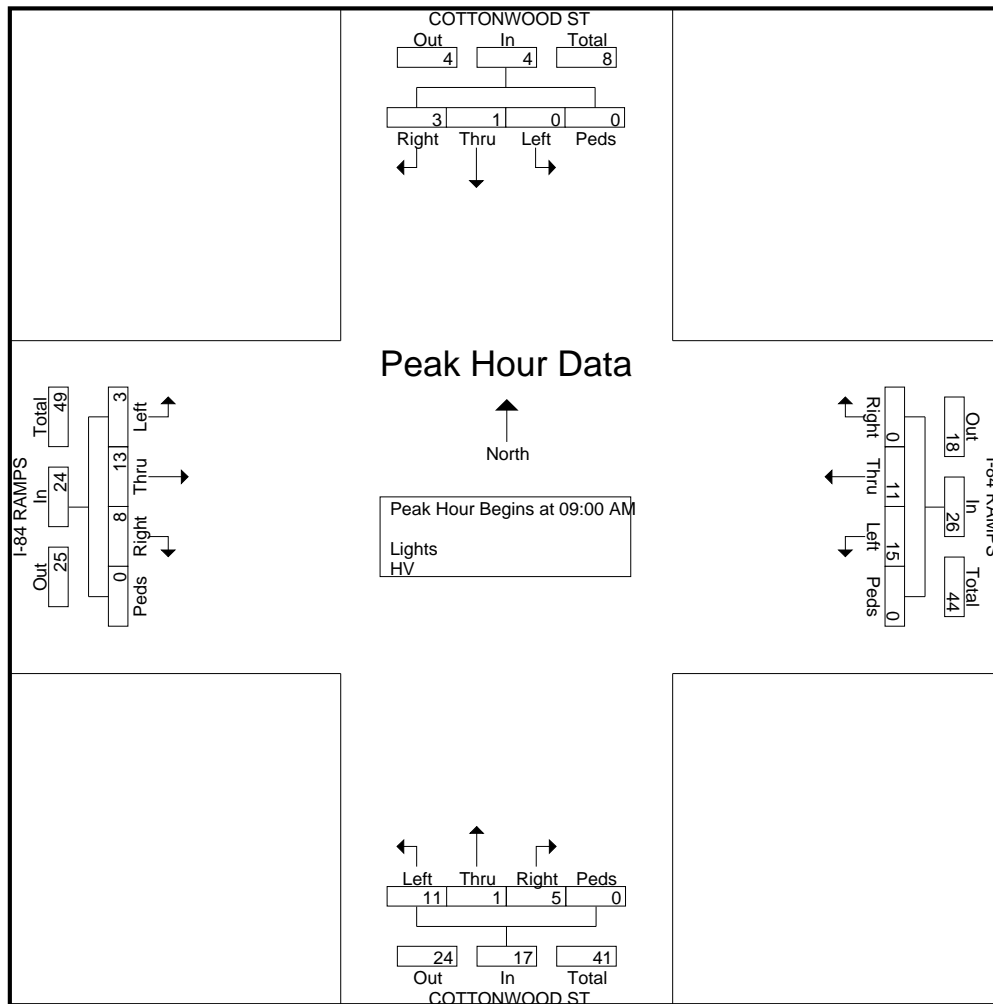 COTTONWOOD ST
Out In Total
4 4 8
3 1 0 0
Right Thru Left Peds
Peak Hour Data
North
Peak Hour Begins at 09:00 AM
Lights
HV
I-84 RAMPS
Total In Out
49 24 25
3 13 8 0
Left Thru Right Peds
Right Thru Left Peds
0 11 15 0
Out In Total
18 26 44
I-84 RAMPS
Left Thru Right Peds
11 1 5 0
24 17 41
Out In Total
COTTONWOOD ST